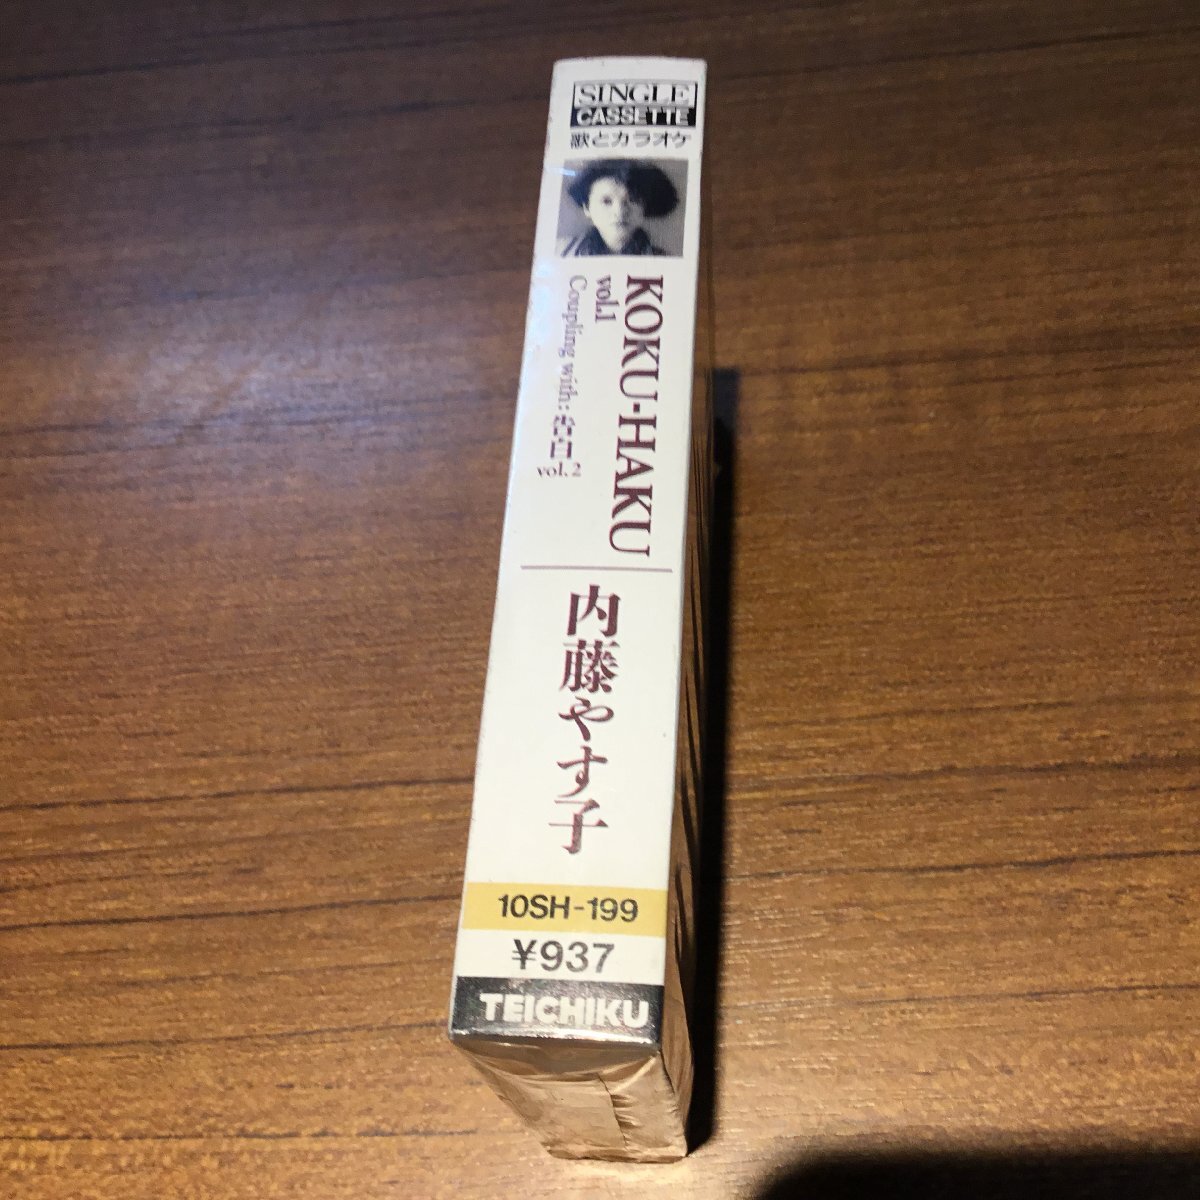 SINGLE
CASSETTE
歌とカラオケ
KOKU-HAKU
vol.1
Coupling with: 告白
vol.2
内藤やす子
10SH-199
¥937
TEICHIKU